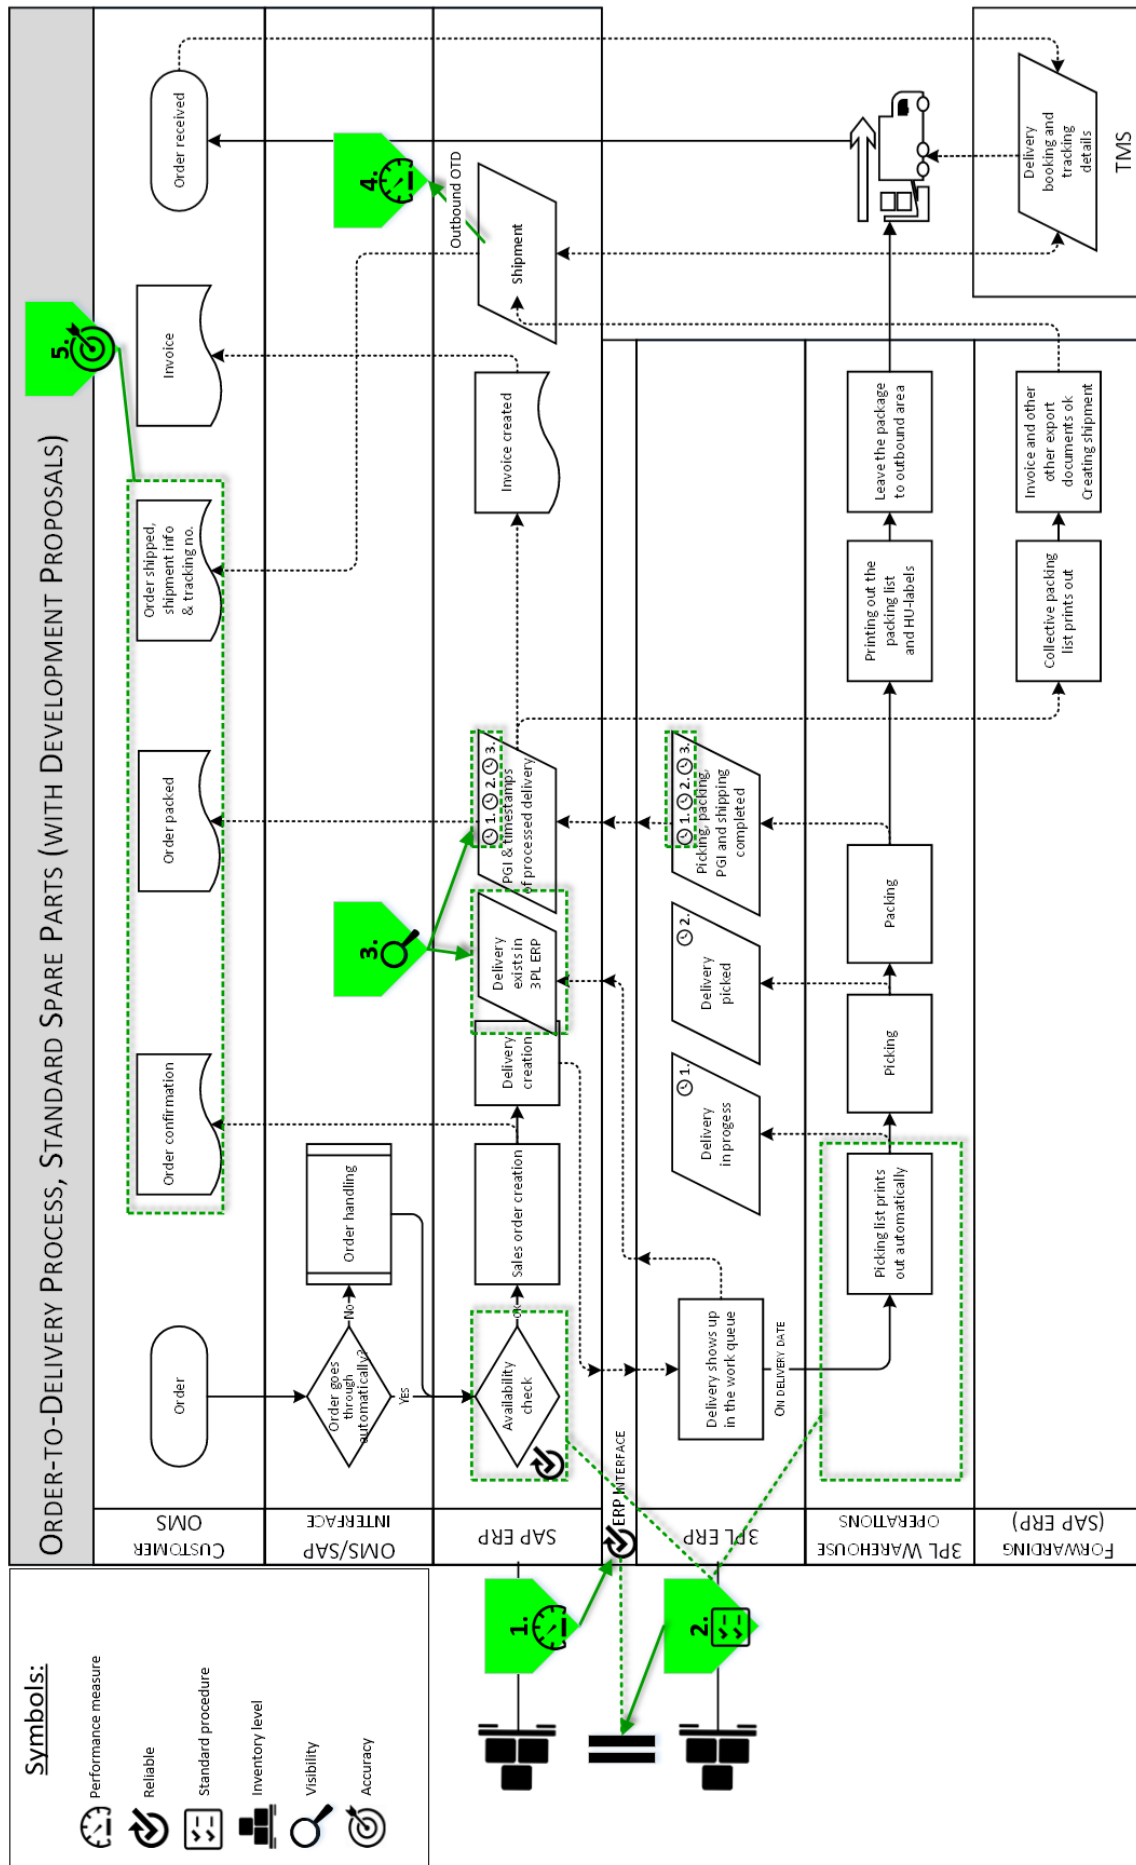 ORDER-TO-DELIVERY PROCESS, STANDARD SPARE PARTS (WITH DEVELOPMENT PROPOSALS)
Symbols:
Performance measure
Reliable
Standard procedure
Inventory level
Visibility
Accuracy
CUSTOMER
OMS
Order
Order confirmation
Order packed
Order shipped,
shipment info
& tracking no.
5.
Invoice
Order received
OMS/SAP
INTERFACE
Order goes
through
automatically?
No
YES
Order handling
3.
4.
Outbound OTD
SAP ERP
1.
Availability
check
OK
Sales order creation
Delivery
creation
Delivery
exists in
3PL ERP
1. 2. 3.
PGI & timestamps
of processed delivery
Invoice created
Shipment
ERP INTERFACE
3PL ERP
2.
Delivery shows up
in the work queue
ON DELIVERY DATE
1.
Delivery
in progess
2.
Delivery
picked
1. 2. 3.
Picking, packing,
PGI and shipping
completed
3PL WAREHOUSE
OPERATIONS
Picking list prints
out automatically
Picking
Packing
Printing out the
packing list
and HU-labels
Leave the package
to outbound area
FORWARDING
(SAP ERP)
Collective packing
list prints out
Invoice and other
other export
documents ok
Creating shipment
Delivery
booking and
tracking
details
TMS